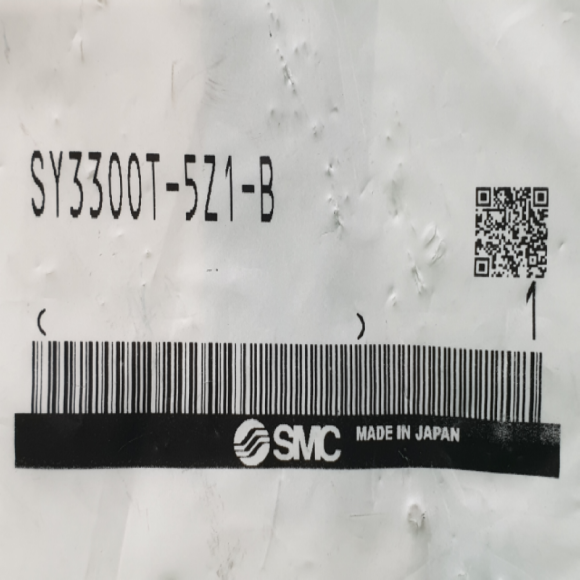 SY3300T-5Z1-B
1
( )
SMC MADE IN JAPAN